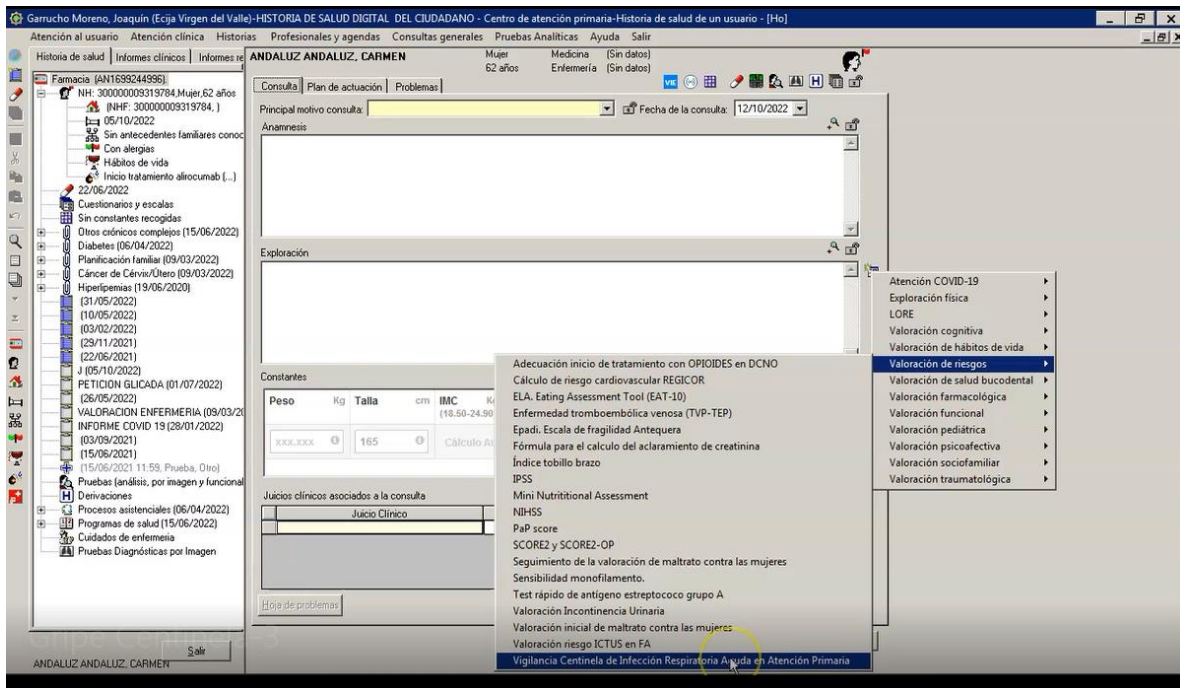 Garrucho Moreno, Joaquín (Ecija Virgen del Valle)-HISTORIA DE SALUD DIGITAL DEL CIUDADANO - Centro de atención primaria-Historia de salud de un usuario - [Ho]
Atención al usuario Atención clínica Historias Profesionales y agendas Consultas generales Pruebas Analíticas Ayuda Salir
Historia de salud Informes clínicos Informes re
Farmacia (AN1699244996).
NH: 300000009319784,Mujer,62 años
(NHF: 300000009319784, )
05/10/2022
Sin antecedentes familiares conoc
Con alergias
Hábitos de vida
Inicio tratamiento alirocumab (...)
22/06/2022
Cuestionarios y escalas
Sin constantes recogidas
Otros crónicos complejos (15/06/2022)
Diabetes (06/04/2022)
Planificación familiar (09/03/2022)
Cáncer de Cérvix/Útero (09/03/2022)
Hiperlipemias (19/06/2020)
(31/05/2022)
(10/05/2022)
(03/02/2022)
(29/11/2021)
(22/06/2021)
J (05/10/2022)
PETICION GLICADA (01/07/2022)
(26/05/2022)
VALORACION ENFERMERIA (09/03/20
INFORME COVID 19 (28/01/2022)
(03/09/2021)
(15/06/2021)
(15/06/2021 11:59, Prueba, Otro)
Pruebas (análisis, por imagen y funcional
Derivaciones
Procesos asistenciales (06/04/2022)
Programas de salud (15/06/2022)
Cuidados de enfermeria
Pruebas Diagnósticas por Imagen
Gripe Centinela-3
Salir
ANDALUZ ANDALUZ, CARMEN
ANDALUZ ANDALUZ, CARMEN Mujer Medicina (Sin datos)
62 años Enfermería (Sin datos)
VIE H
Consulta Plan de actuación Problemas
Principal motivo consulta: Fecha de la consulta: 12/10/2022
Anamnesis
Exploración
Constantes
Peso Kg Talla cm IMC K
(18.50-24.90
xxx.xxx 165 Cálculo Au
Juicios clínicos asociados a la consulta
Juicio Clínico
Hoja de problemas
Atención COVID-19
Exploración física
LORE
Valoración cognitiva
Valoración de hábitos de vida
Valoración de riesgos
Valoración de salud bucodental
Valoración farmacológica
Valoración funcional
Valoración pediátrica
Valoración psicoafectiva
Valoración sociofamiliar
Valoración traumatológica
Adecuación inicio de tratamiento con OPIOIDES en DCNO
Cálculo de riesgo cardiovascular REGICOR
ELA. Eating Assessment Tool (EAT-10)
Enfermedad tromboembólica venosa (TVP-TEP)
Epadi. Escala de fragilidad Antequera
Fórmula para el calculo del aclaramiento de creatinina
Índice tobillo brazo
IPSS
Mini Nutrititional Assessment
NIHSS
PaP score
SCORE2 y SCORE2-OP
Seguimiento de la valoración de maltrato contra las mujeres
Sensibilidad monofilamento.
Test rápido de antígeno estreptococo grupo A
Valoración Incontinencia Urinaria
Valoración inicial de maltrato contra las mujeres
Valoración riesgo ICTUS en FA
Vigilancia Centinela de Infección Respiratoria Aguda en Atención Primaria